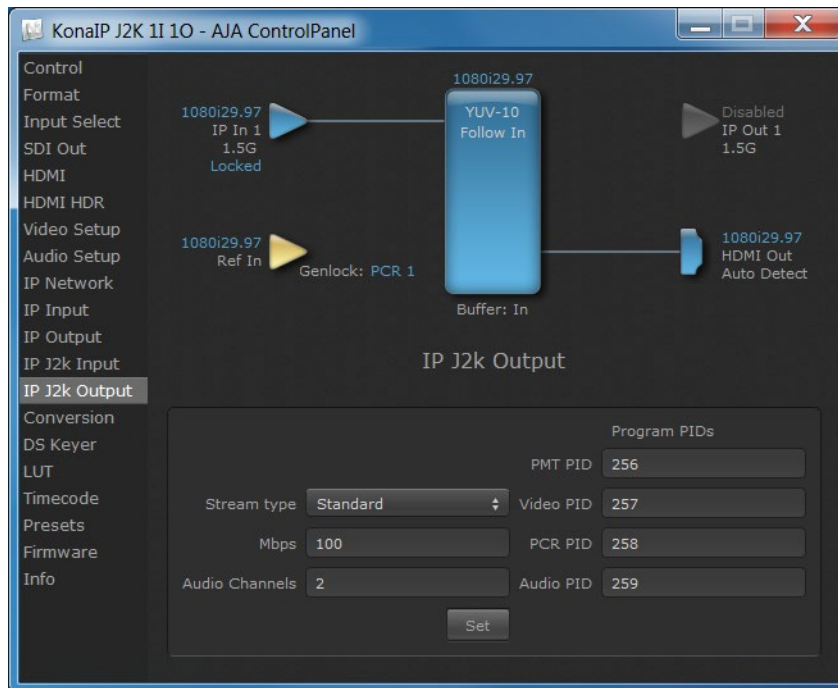 KonaIP J2K 1I 1O - AJA ControlPanel
Control
Format
Input Select
SDI Out
HDMI
HDMI HDR
Video Setup
Audio Setup
IP Network
IP Input
IP Output
IP J2k Input
IP J2k Output
Conversion
DS Keyer
LUT
Timecode
Presets
Firmware
Info
1080i29.97
IP In 1
1.5G
Locked
1080i29.97
Ref In
Genlock: PCR 1
1080i29.97
YUV-10
Follow In
Buffer: In
Disabled
IP Out 1
1.5G
1080i29.97
HDMI Out
Auto Detect
IP J2k Output
Program PIDs
PMT PID 256
Stream type Standard Video PID 257
Mbps 100 PCR PID 258
Audio Channels 2 Audio PID 259
Set